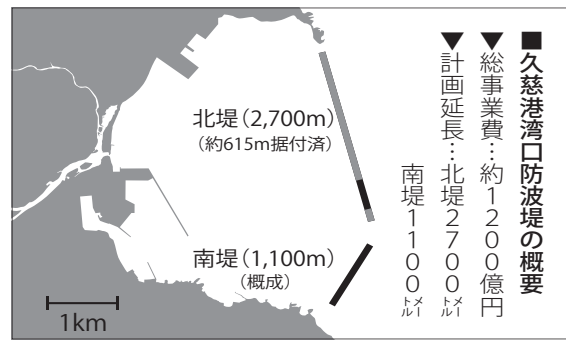 ■久慈港湾口防波堤の概要
▼総事業費…約1200億円
▼計画延長…北堤2700㍍
南堤1100㍍
北堤(2,700m)
(約615m据付済)
南堤(1,100m)
(概成)
1km